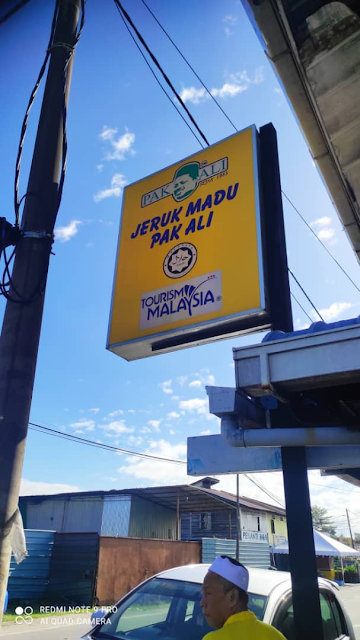 PAK ALI
JERUK MADU
PAK ALI
TOURISM
MALAYSIA
REDMI NOTE 9 PRO
AI QUAD CAMERA